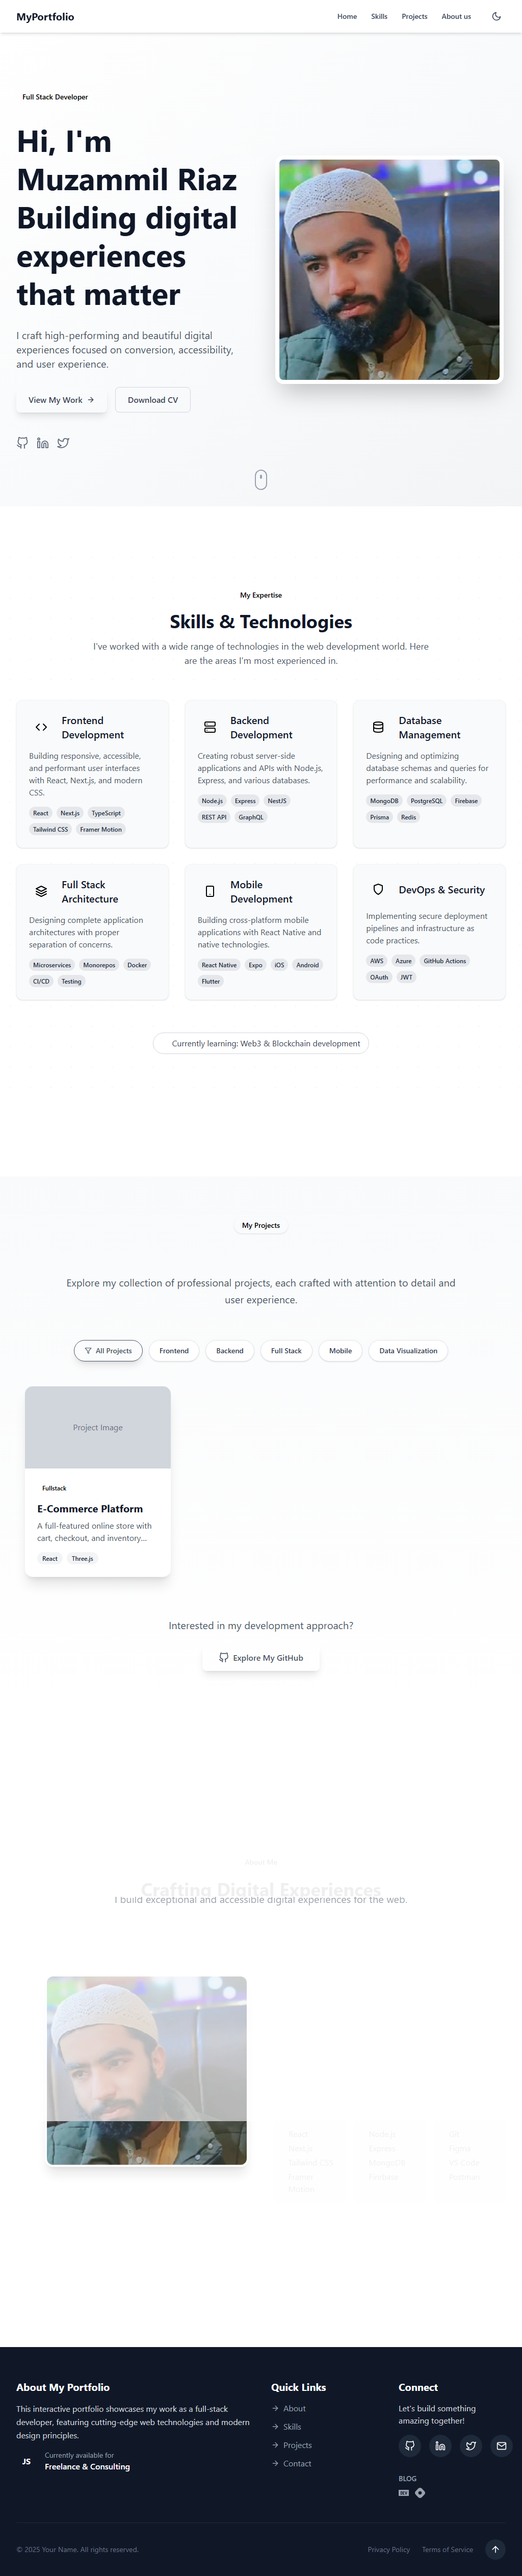 MyPortfolio
Home
Skills
Projects
About us
Full Stack Developer
Hi, I'm
Muzammil Riaz
Building digital
experiences
that matter
I craft high-performing and beautiful digital
experiences focused on conversion, accessibility,
and user experience.
View My Work
Download CV
My Expertise
Skills & Technologies
I've worked with a wide range of technologies in the web development world. Here
are the areas I'm most experienced in.
Frontend
Development
Building responsive, accessible,
and performant user interfaces
with React, Next.js, and modern
CSS.
React
Next.js
TypeScript
Tailwind CSS
Framer Motion
Backend
Development
Creating robust server-side
applications and APIs with Node.js,
Express, and various databases.
Node.js
Express
NestJS
REST API
GraphQL
Database
Management
Designing and optimizing
database schemas and queries for
performance and scalability.
MongoDB
PostgreSQL
Firebase
Prisma
Redis
Full Stack
Architecture
Designing complete application
architectures with proper
separation of concerns.
Microservices
Monorepos
Docker
CI/CD
Testing
Mobile
Development
Building cross-platform mobile
applications with React Native and
native technologies.
React Native
Expo
iOS
Android
Flutter
DevOps & Security
Implementing secure deployment
pipelines and infrastructure as
code practices.
AWS
Azure
GitHub Actions
OAuth
JWT
Currently learning: Web3 & Blockchain development
My Projects
Explore my collection of professional projects, each crafted with attention to detail and
user experience.
All Projects
Frontend
Backend
Full Stack
Mobile
Data Visualization
Project Image
Fullstack
E-Commerce Platform
A full-featured online store with
cart, checkout, and inventory...
React
Three.js
Interested in my development approach?
Explore My GitHub
About Me
Crafting Digital Experiences
I build exceptional and accessible digital experiences for the web.
About My Portfolio
This interactive portfolio showcases my work as a full-stack
developer, featuring cutting-edge web technologies and modern
design principles.
JS
Currently available for
Freelance & Consulting
Quick Links
About
Skills
Projects
Contact
Connect
Let's build something
amazing together!
BLOG
© 2025 Your Name. All rights reserved.
Privacy Policy
Terms of Service